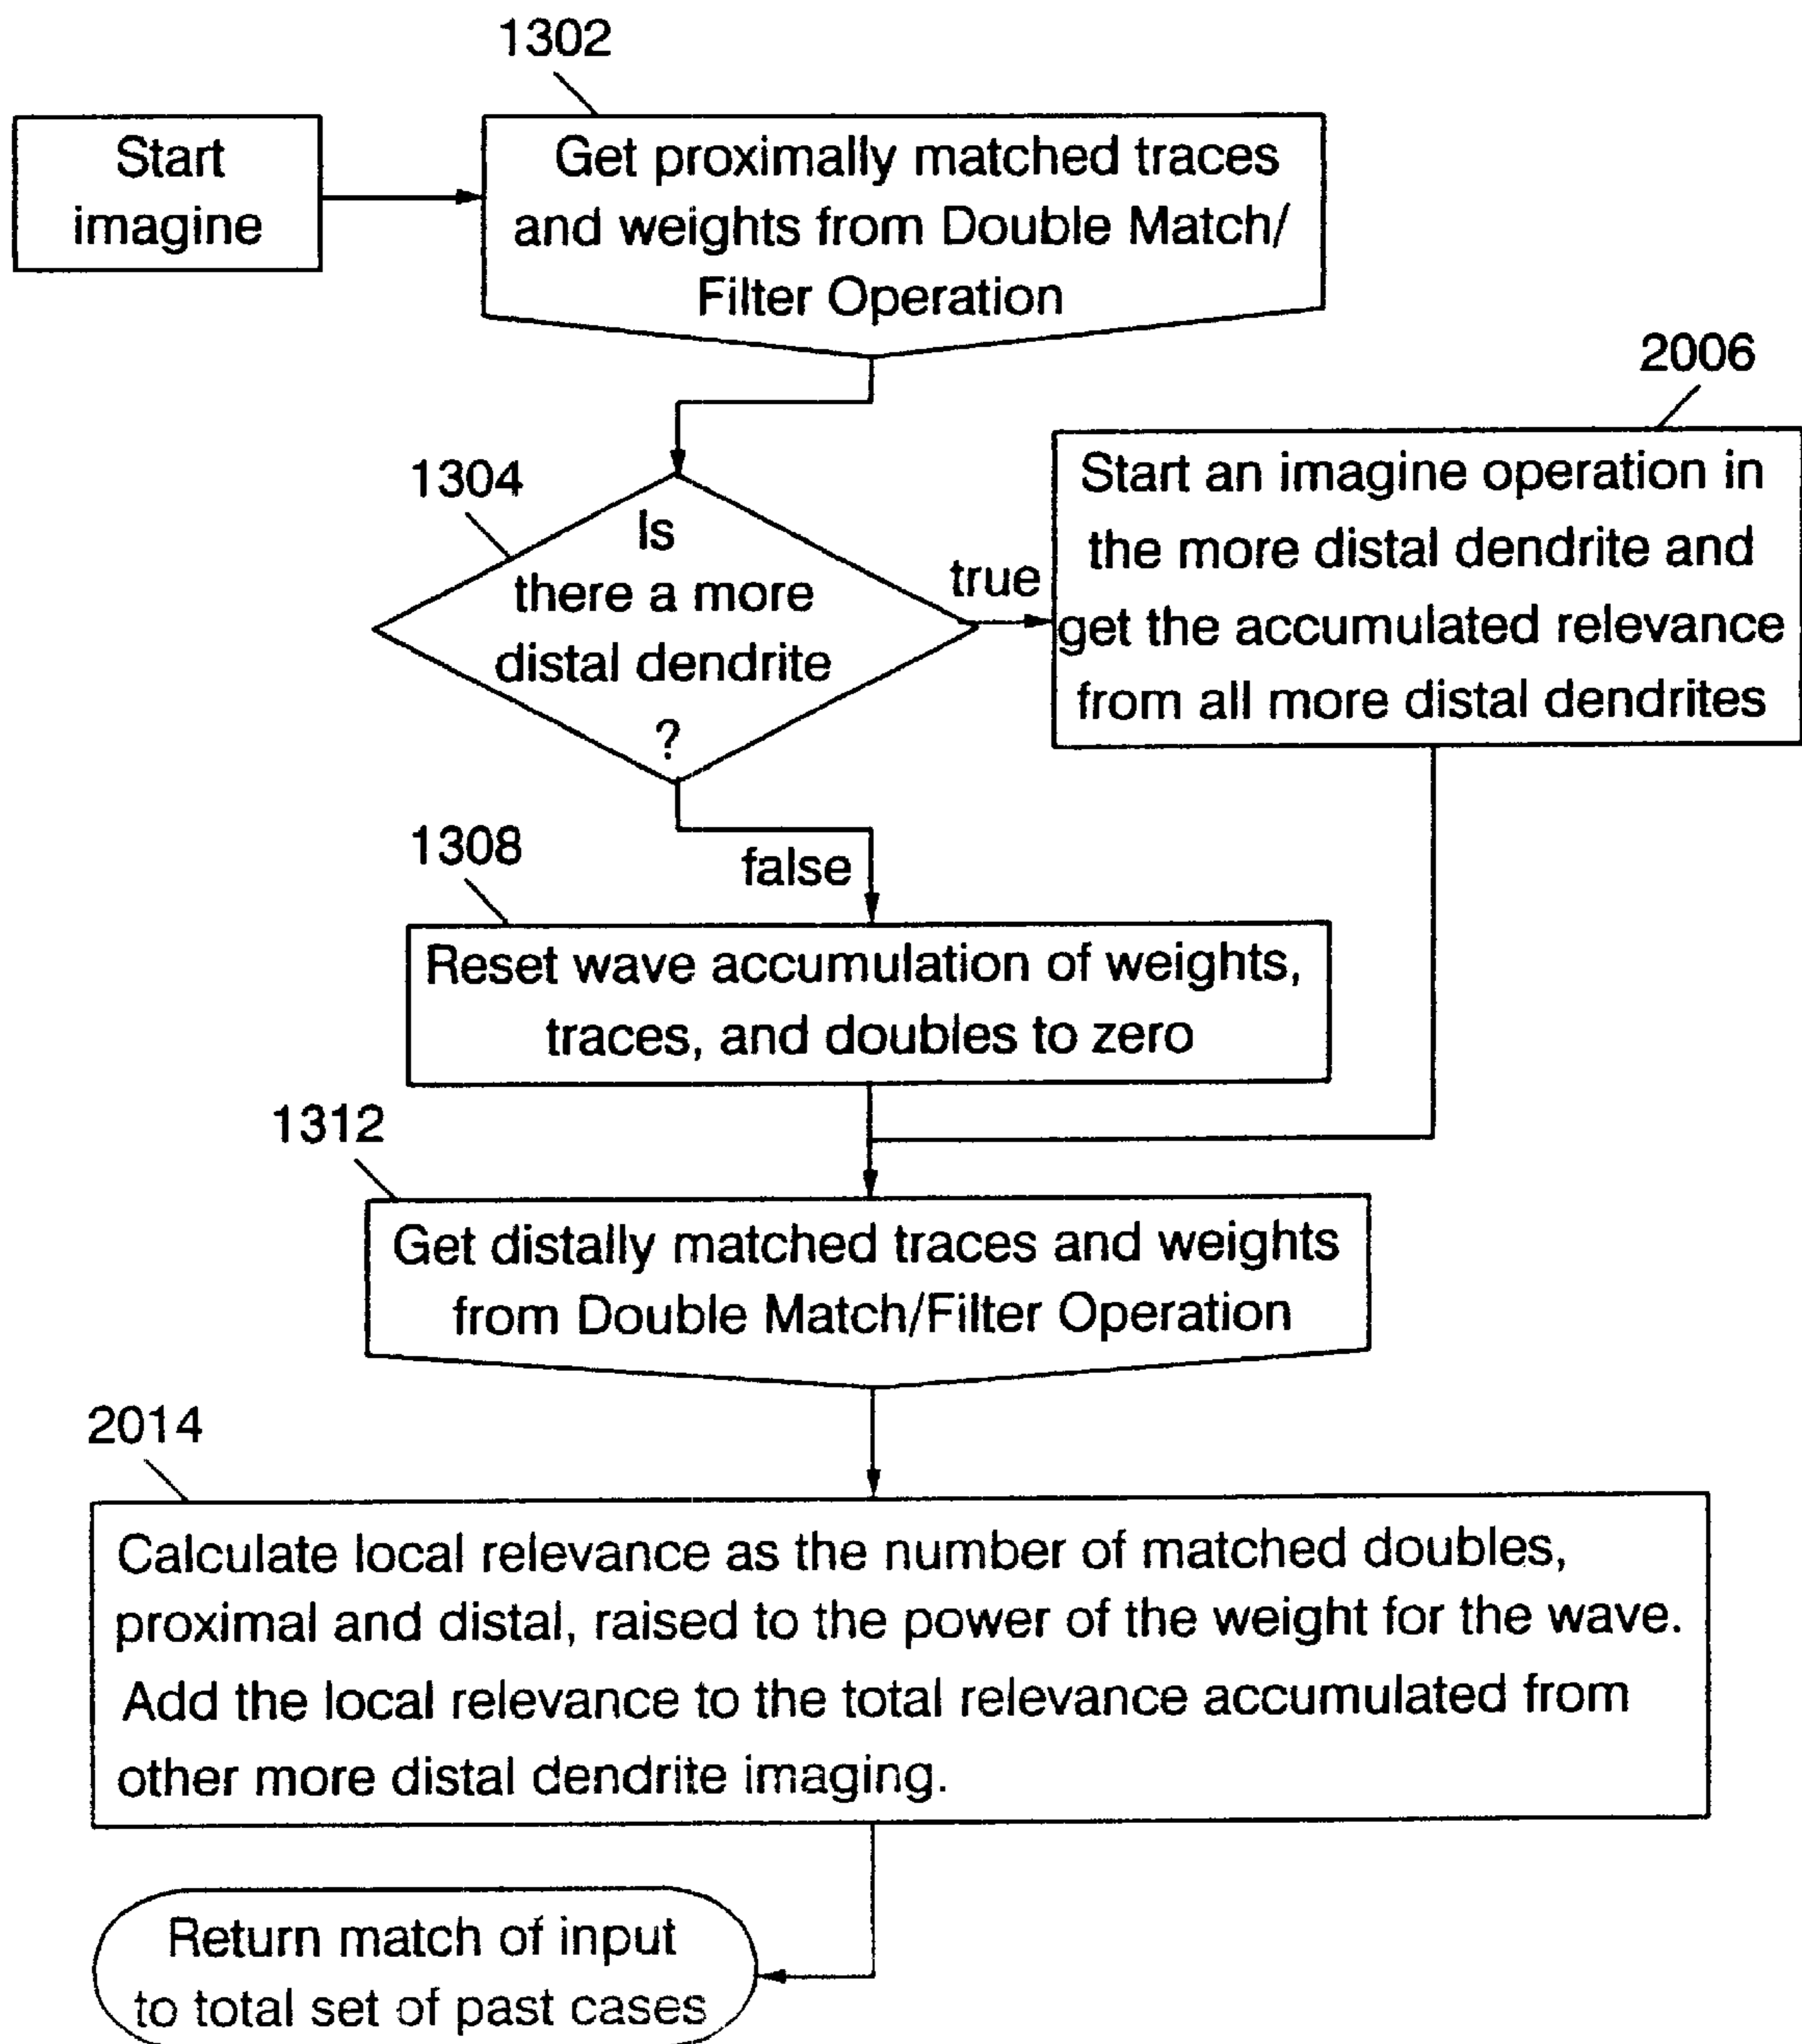 1302
Start
imagine
Get proximally matched traces
and weights from Double Match/
Filter Operation
2006
Start an imagine operation in
the more distal dendrite and
get the accumulated relevance
from all more distal dendrites
1304
Is
there a more
distal dendrite
?
true
false
1308
Reset wave accumulation of weights,
traces, and doubles to zero
1312
Get distally matched traces and weights
from Double Match/Filter Operation
2014
Calculate local relevance as the number of matched doubles,
proximal and distal, raised to the power of the weight for the wave.
Add the local relevance to the total relevance accumulated from
other more distal dendrite imaging.
Return match of input
to total set of past cases